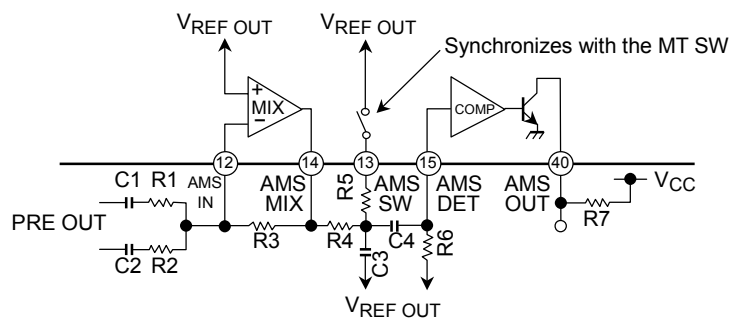 VREF OUT
VREF OUT
Synchronizes with the MT SW
+
MIX
−
COMP
12
14
13
15
40
C1
R1
AMS
IN
AMS
MIX
R5
AMS
SW
AMS
DET
AMS
OUT
VCC
R7
PRE OUT
R3
R4
C4
R6
C2
R2
C3
VREF OUT